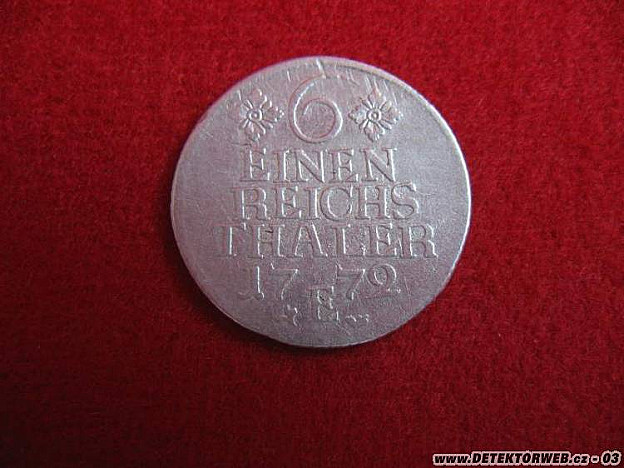 6
EINEN
REICHS
THALER
17 72
E
www.DETEKTORWEB.cz - 03